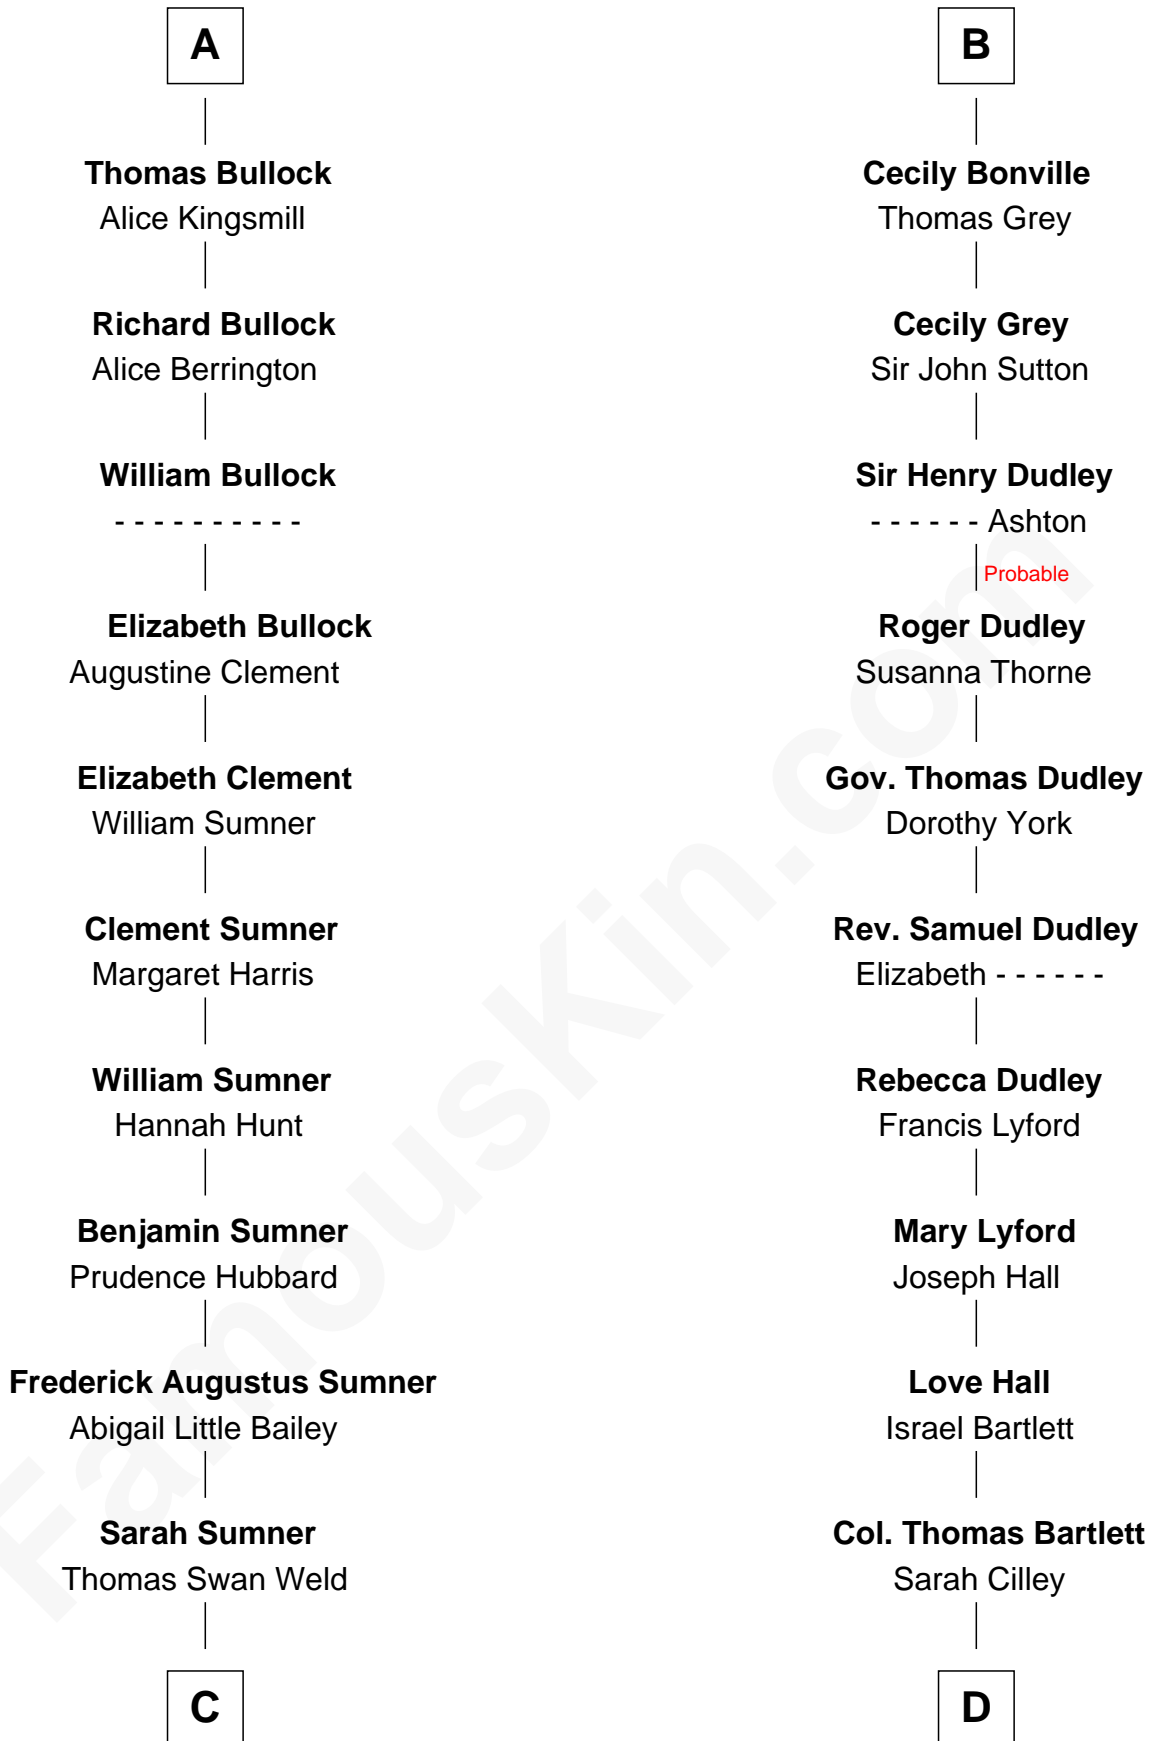 A
Thomas Bullock
Alice Kingsmill
Richard Bullock
Alice Berrington
William Bullock
- - - - - - - - - -
Elizabeth Bullock
Augustine Clement
Elizabeth Clement
William Sumner
Clement Sumner
Margaret Harris
William Sumner
Hannah Hunt
Benjamin Sumner
Prudence Hubbard
Frederick Augustus Sumner
Abigail Little Bailey
Sarah Sumner
Thomas Swan Weld
C
B
Cecily Bonville
Thomas Grey
Cecily Grey
Sir John Sutton
Sir Henry Dudley
- - - - - - Ashton
Probable
Roger Dudley
Susanna Thorne
Gov. Thomas Dudley
Dorothy York
Rev. Samuel Dudley
Elizabeth - - - - - -
Rebecca Dudley
Francis Lyford
Mary Lyford
Joseph Hall
Love Hall
Israel Bartlett
Col. Thomas Bartlett
Sarah Cilley
D
FamousKin.com